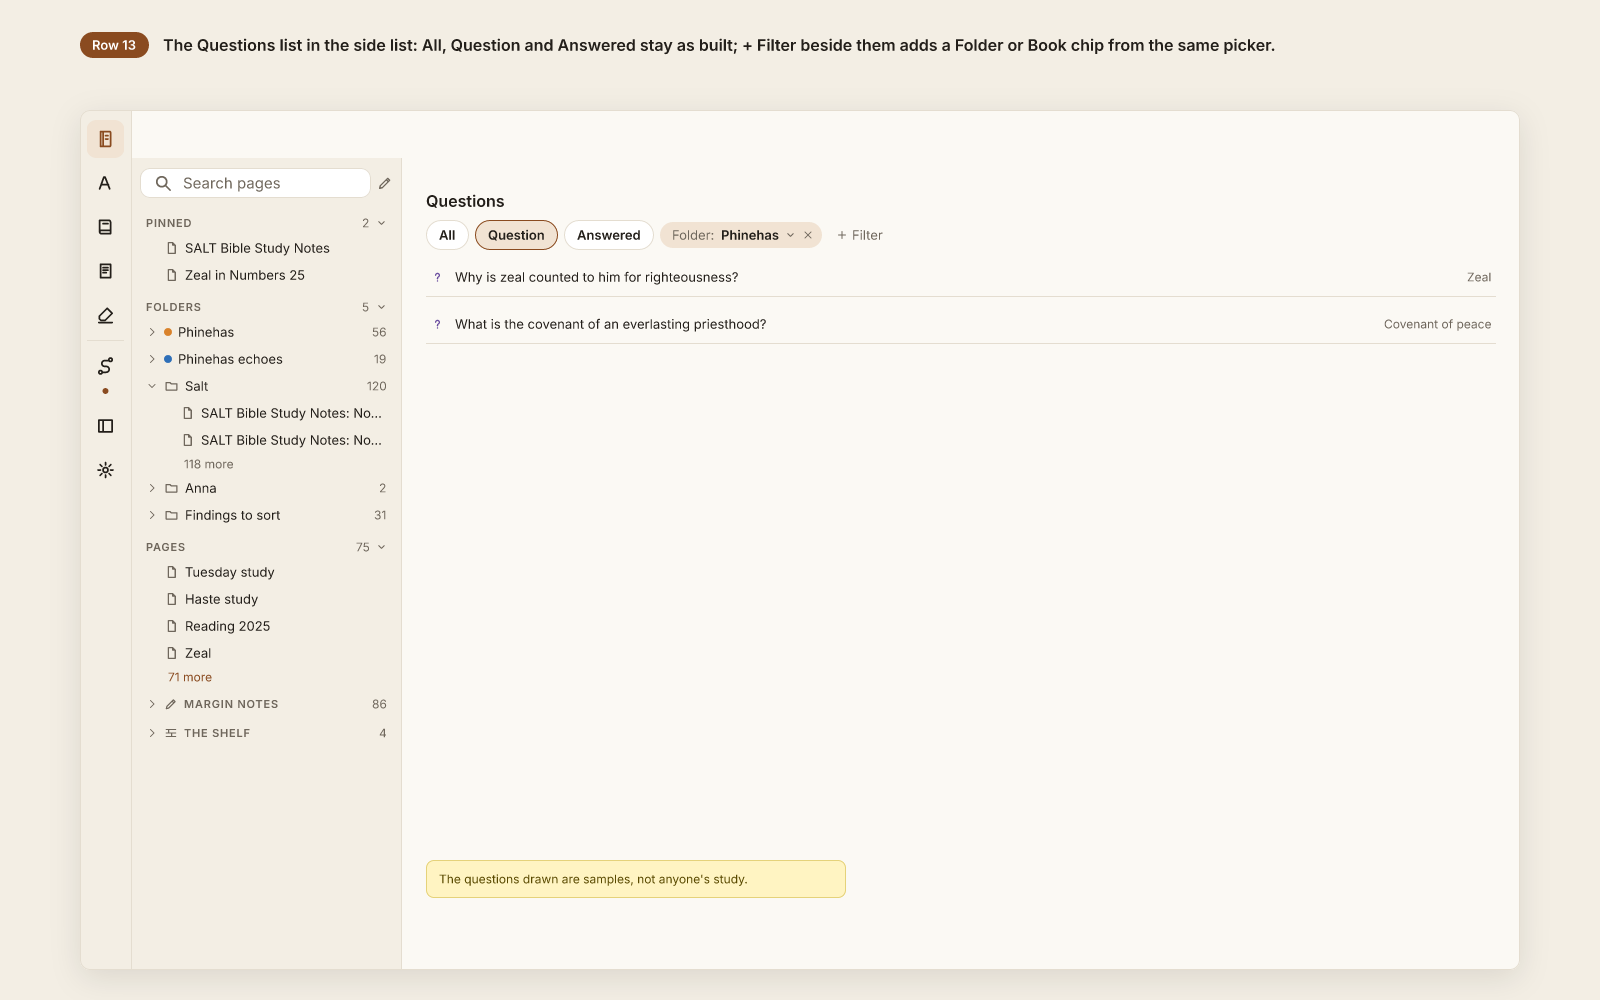 Row 13
The Questions list in the side list: All, Question and Answered stay as built; + Filter beside them adds a Folder or Book chip from the same picker.
A
Search pages
PINNED 2
SALT Bible Study Notes
Zeal in Numbers 25
FOLDERS 5
Phinehas 56
Phinehas echoes 19
Salt 120
SALT Bible Study Notes: No...
SALT Bible Study Notes: No...
118 more
Anna 2
Findings to sort 31
PAGES 75
Tuesday study
Haste study
Reading 2025
Zeal
71 more
MARGIN NOTES 86
THE SHELF 4
Questions
All Question Answered Folder: Phinehas × + Filter
? Why is zeal counted to him for righteousness? Zeal
? What is the covenant of an everlasting priesthood? Covenant of peace
The questions drawn are samples, not anyone's study.